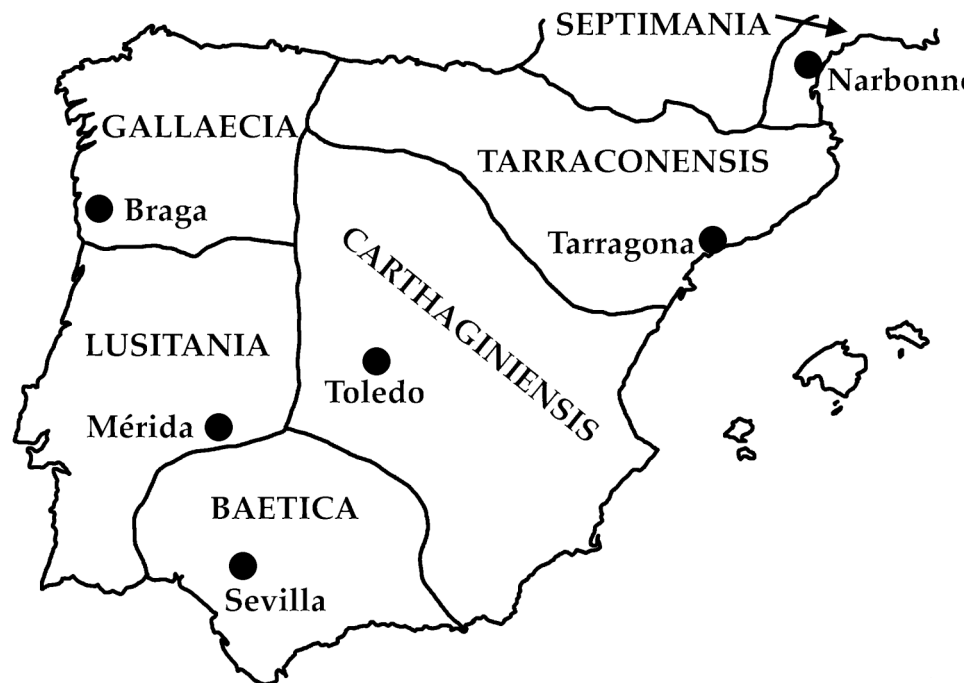 SEPTIMANIA
Narbonne
GALLAECIA
TARRACONENSIS
Braga
Tarragona
CARTHAGINIENSIS
LUSITANIA
Toledo
Mérida
BAETICA
Sevilla